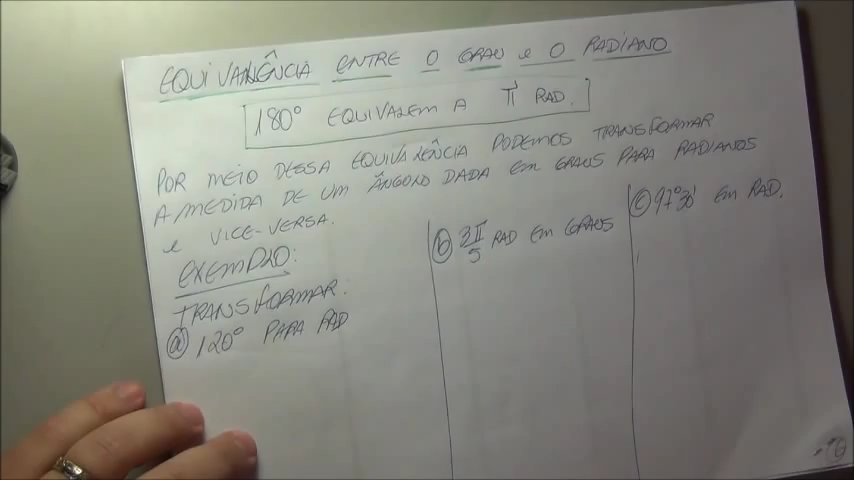 EQUIVALÊNCIA ENTRE O GRAU e O RADIANO
180° EQUIVALEM A π RAD.
POR MEIO DESSA EQUIVALÊNCIA PODEMOS TRANSFORMAR
A MEDIDA DE UM ÂNGULO DADA EM GRAUS PARA RADIANOS
e VICE-VERSA.
EXEMPLO:
TRANSFORMAR:
(a) 120° PARA RAD
(b) 3π/5 RAD EM GRAUS
(c) 97°30' EM RAD.